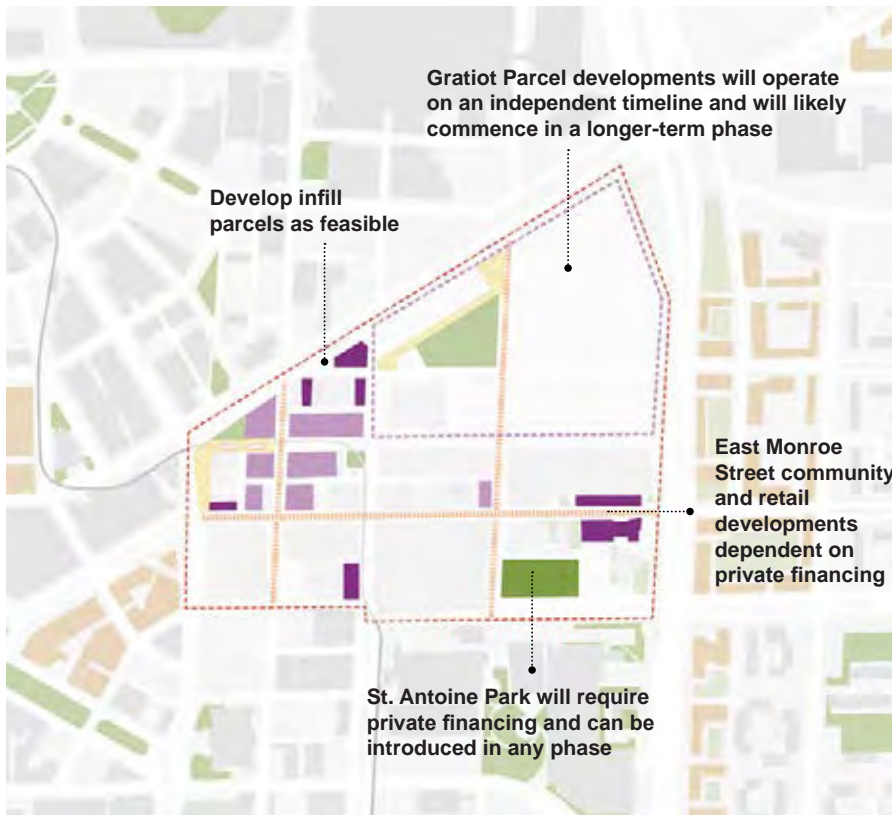 Gratiot Parcel developments will operate
on an independent timeline and will likely
commence in a longer-term phase
Develop infill
parcels as feasible
East Monroe
Street community
and retail
developments
dependent on
private financing
St. Antoine Park will require
private financing and can be
introduced in any phase